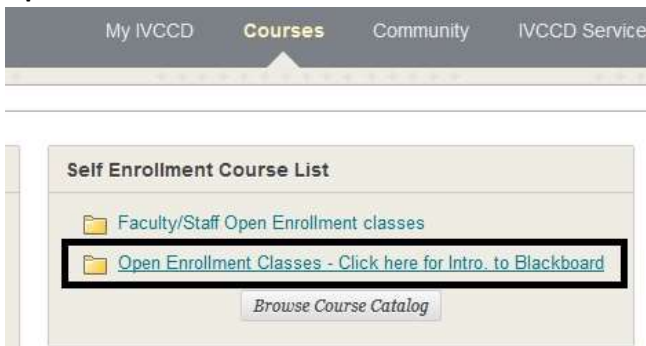 My IVCCD Courses Community IVCCD Service
Self Enrollment Course List
Faculty/Staff Open Enrollment classes
Open Enrollment Classes - Click here for Intro. to Blackboard
Browse Course Catalog